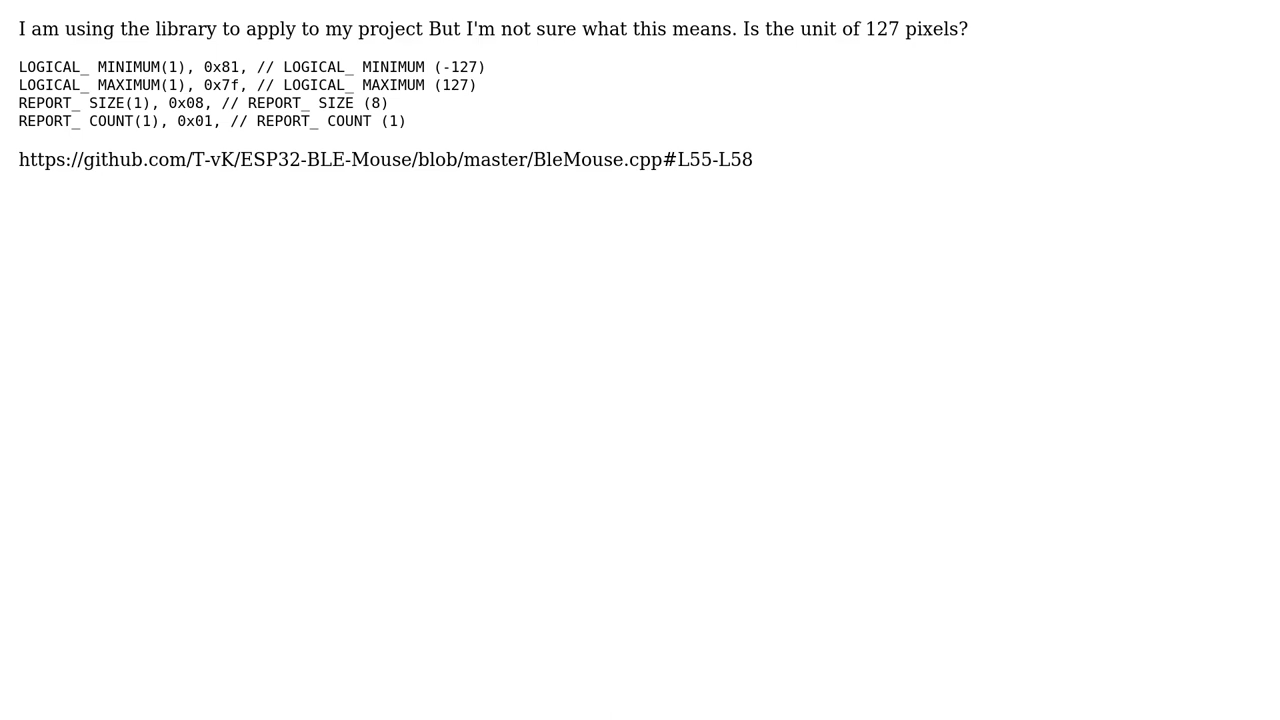 I am using the library to apply to my project But I'm not sure what this means. Is the unit of 127 pixels?
LOGICAL_ MINIMUM(1), 0x81, // LOGICAL_ MINIMUM (-127)
LOGICAL_ MAXIMUM(1), 0x7f, // LOGICAL_ MAXIMUM (127)
REPORT_ SIZE(1), 0x08, // REPORT_ SIZE (8)
REPORT_ COUNT(1), 0x01, // REPORT_ COUNT (1)
https://github.com/T-vK/ESP32-BLE-Mouse/blob/master/BleMouse.cpp#L55-L58